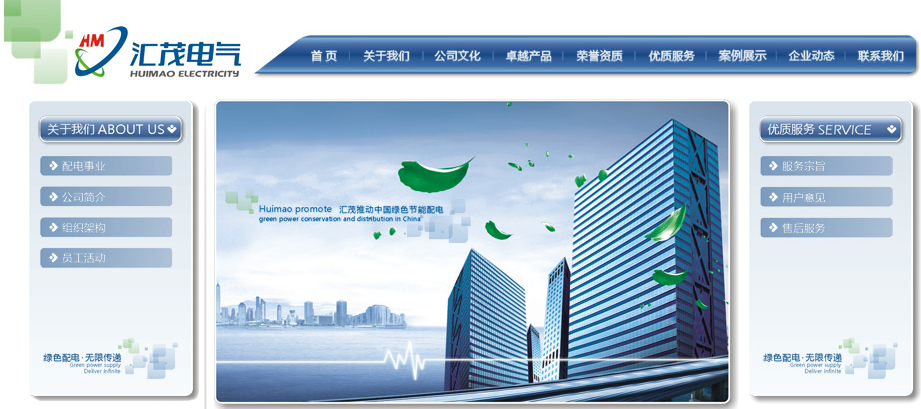 HM
汇茂电气
HUIMAO ELECTRICITY
首 页
关于我们
公司文化
卓越产品
荣誉资质
优质服务
案例展示
企业动态
联系我们
关于我们 ABOUT US
配电事业
公司简介
组织架构
员工活动
绿色配电·无限传递
Green power supply
Deliver Infinite
Huimao promote 汇茂推动中国绿色节能配电
green power conservation and distribution in China
优质服务 SERVICE
服务宗旨
用户意见
售后服务
绿色配电·无限传递
Green power supply
Deliver Infinite